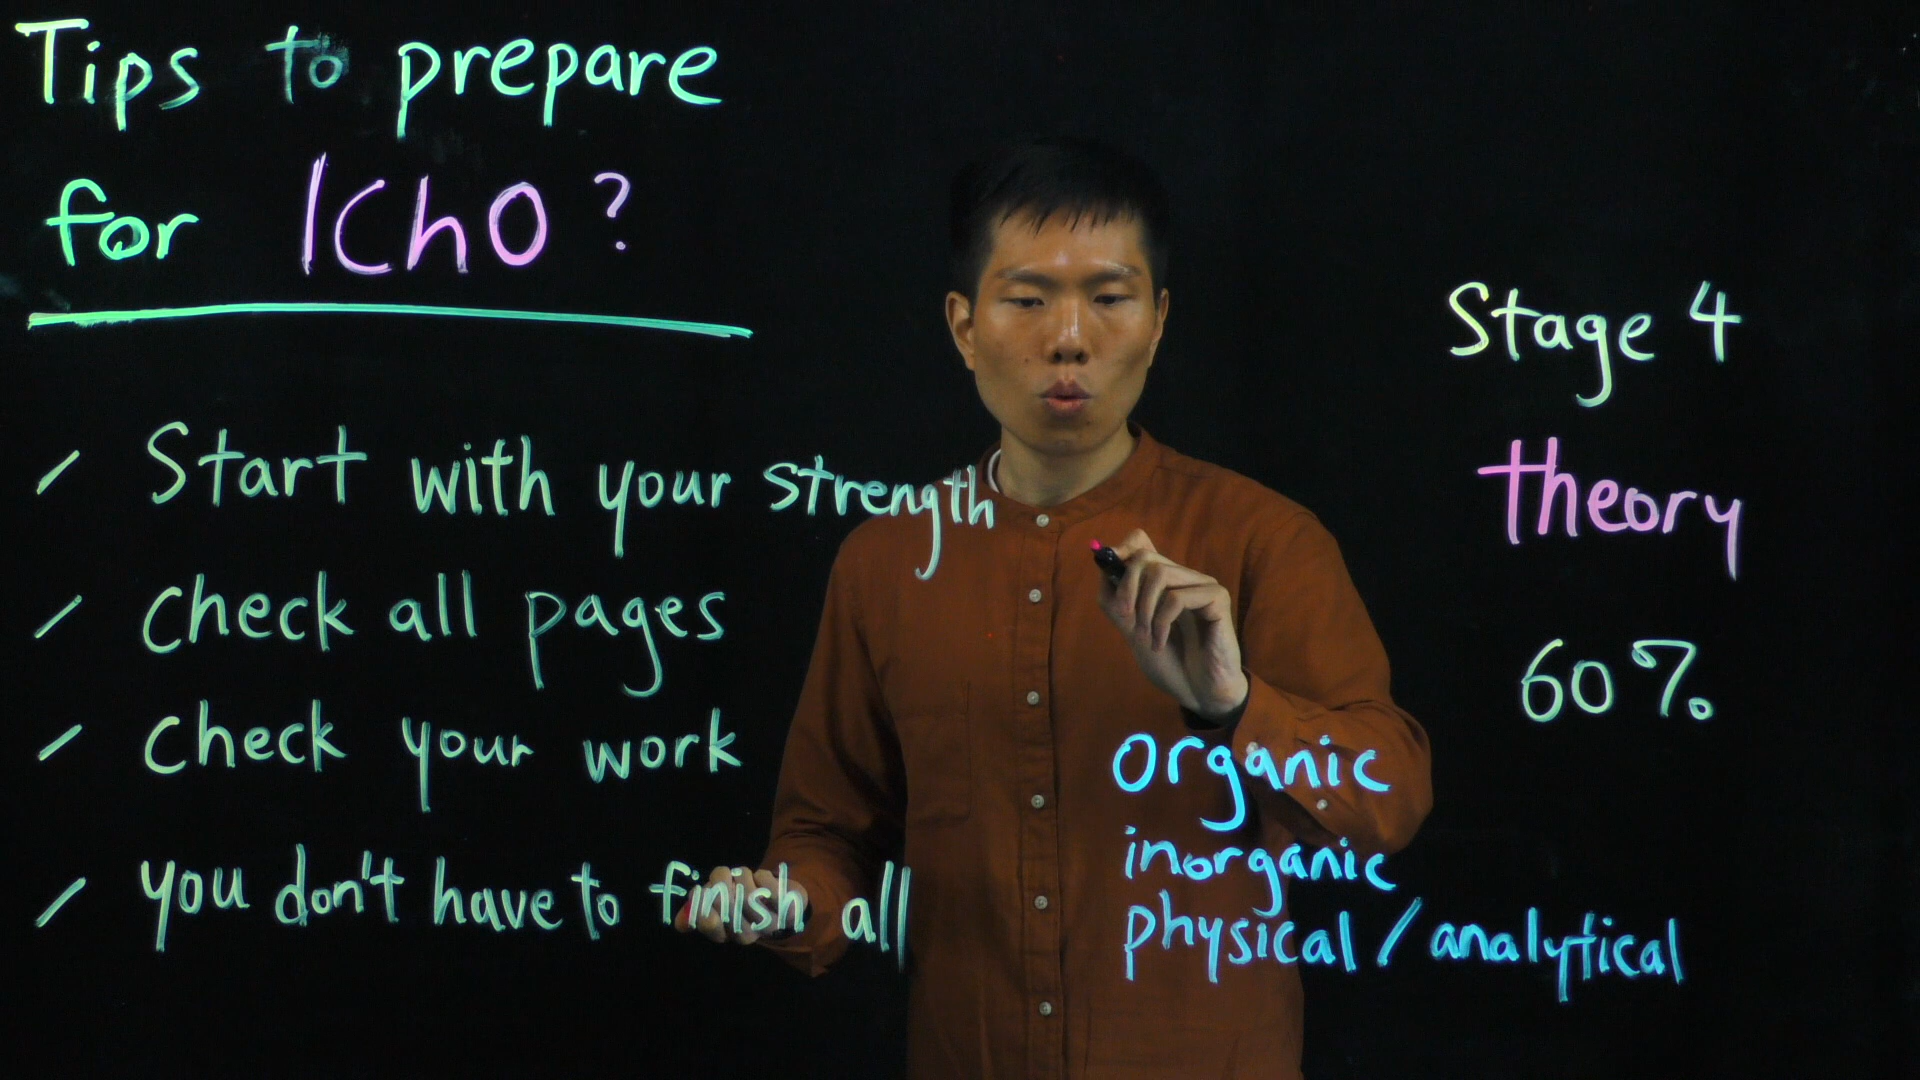 Tips to prepare
for IChO?
/ Start with your strength
/ check all pages
/ check your work
/ you don't have to finish all
Stage 4
theory
60%
organic
inorganic
physical / analytical